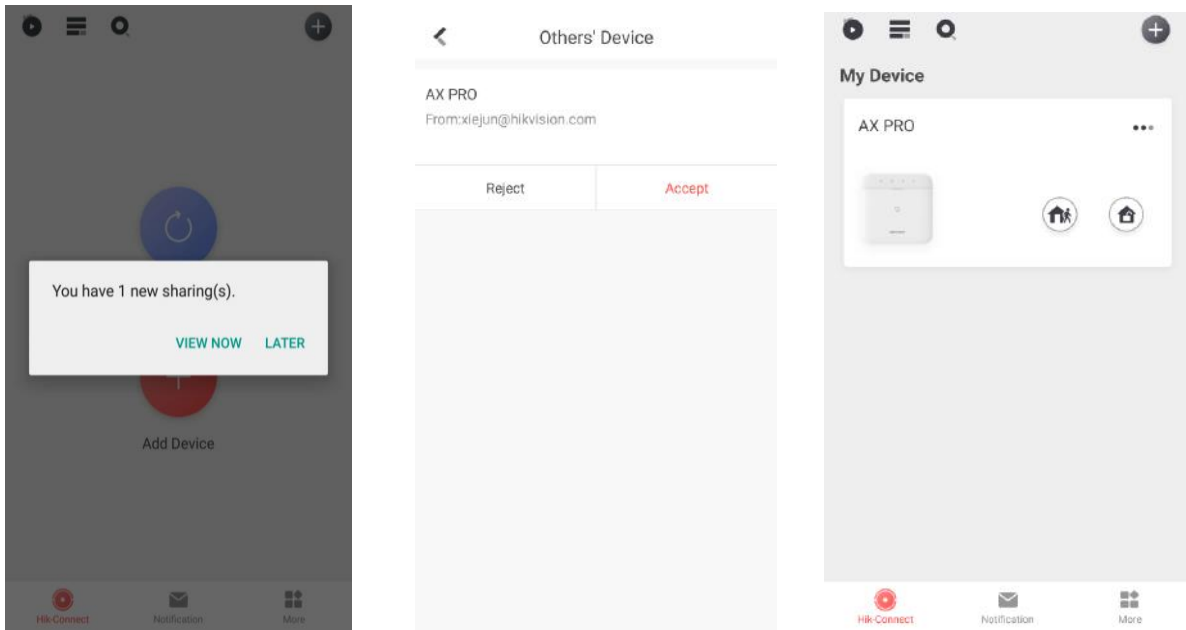 You have 1 new sharing(s).
VIEW NOW LATER
Add Device
Hik-Connect Notification More
Others' Device
AX PRO
From:xiejun@hikvision.com
Reject Accept
My Device
AX PRO
Hik-Connect Notification More